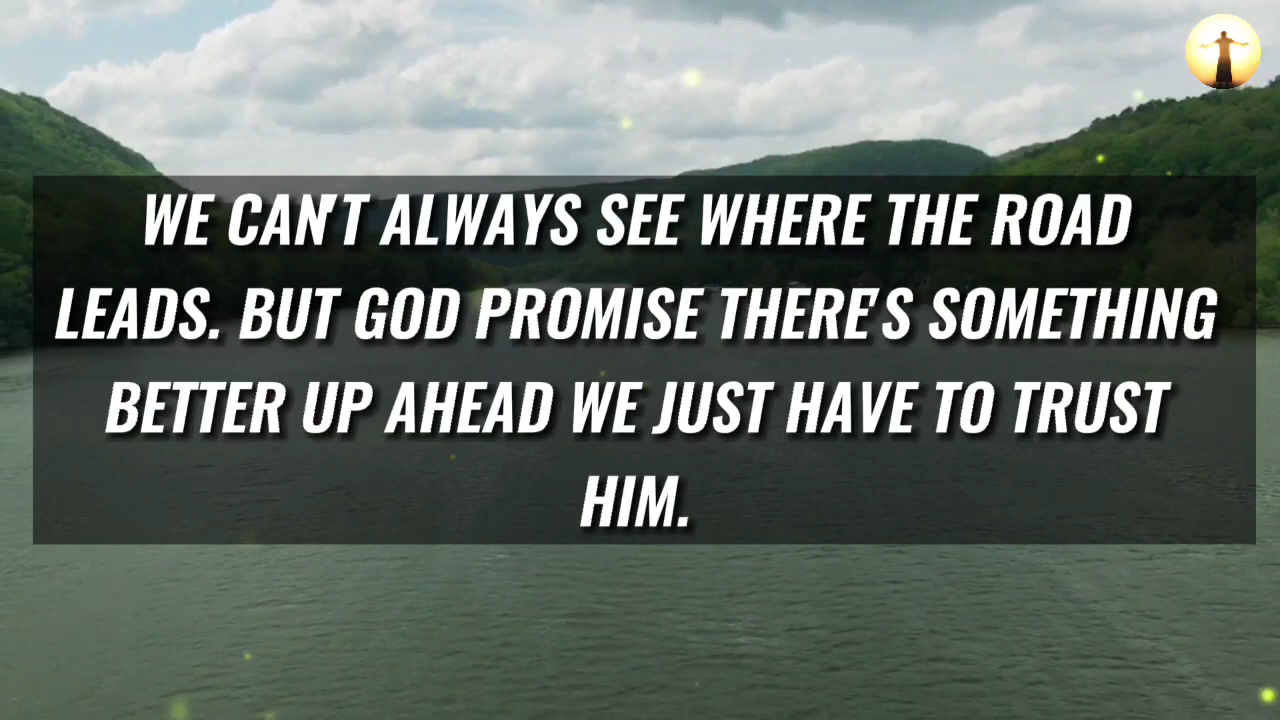 WE CAN'T ALWAYS SEE WHERE THE ROAD
LEADS. BUT GOD PROMISE THERE'S SOMETHING
BETTER UP AHEAD WE JUST HAVE TO TRUST
HIM.